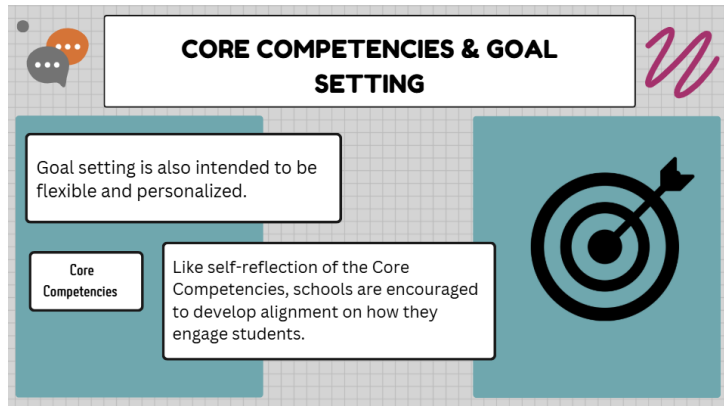 CORE COMPETENCIES & GOAL
SETTING
Goal setting is also intended to be
flexible and personalized.
Core
Competencies
Like self-reflection of the Core
Competencies, schools are encouraged
to develop alignment on how they
engage students.